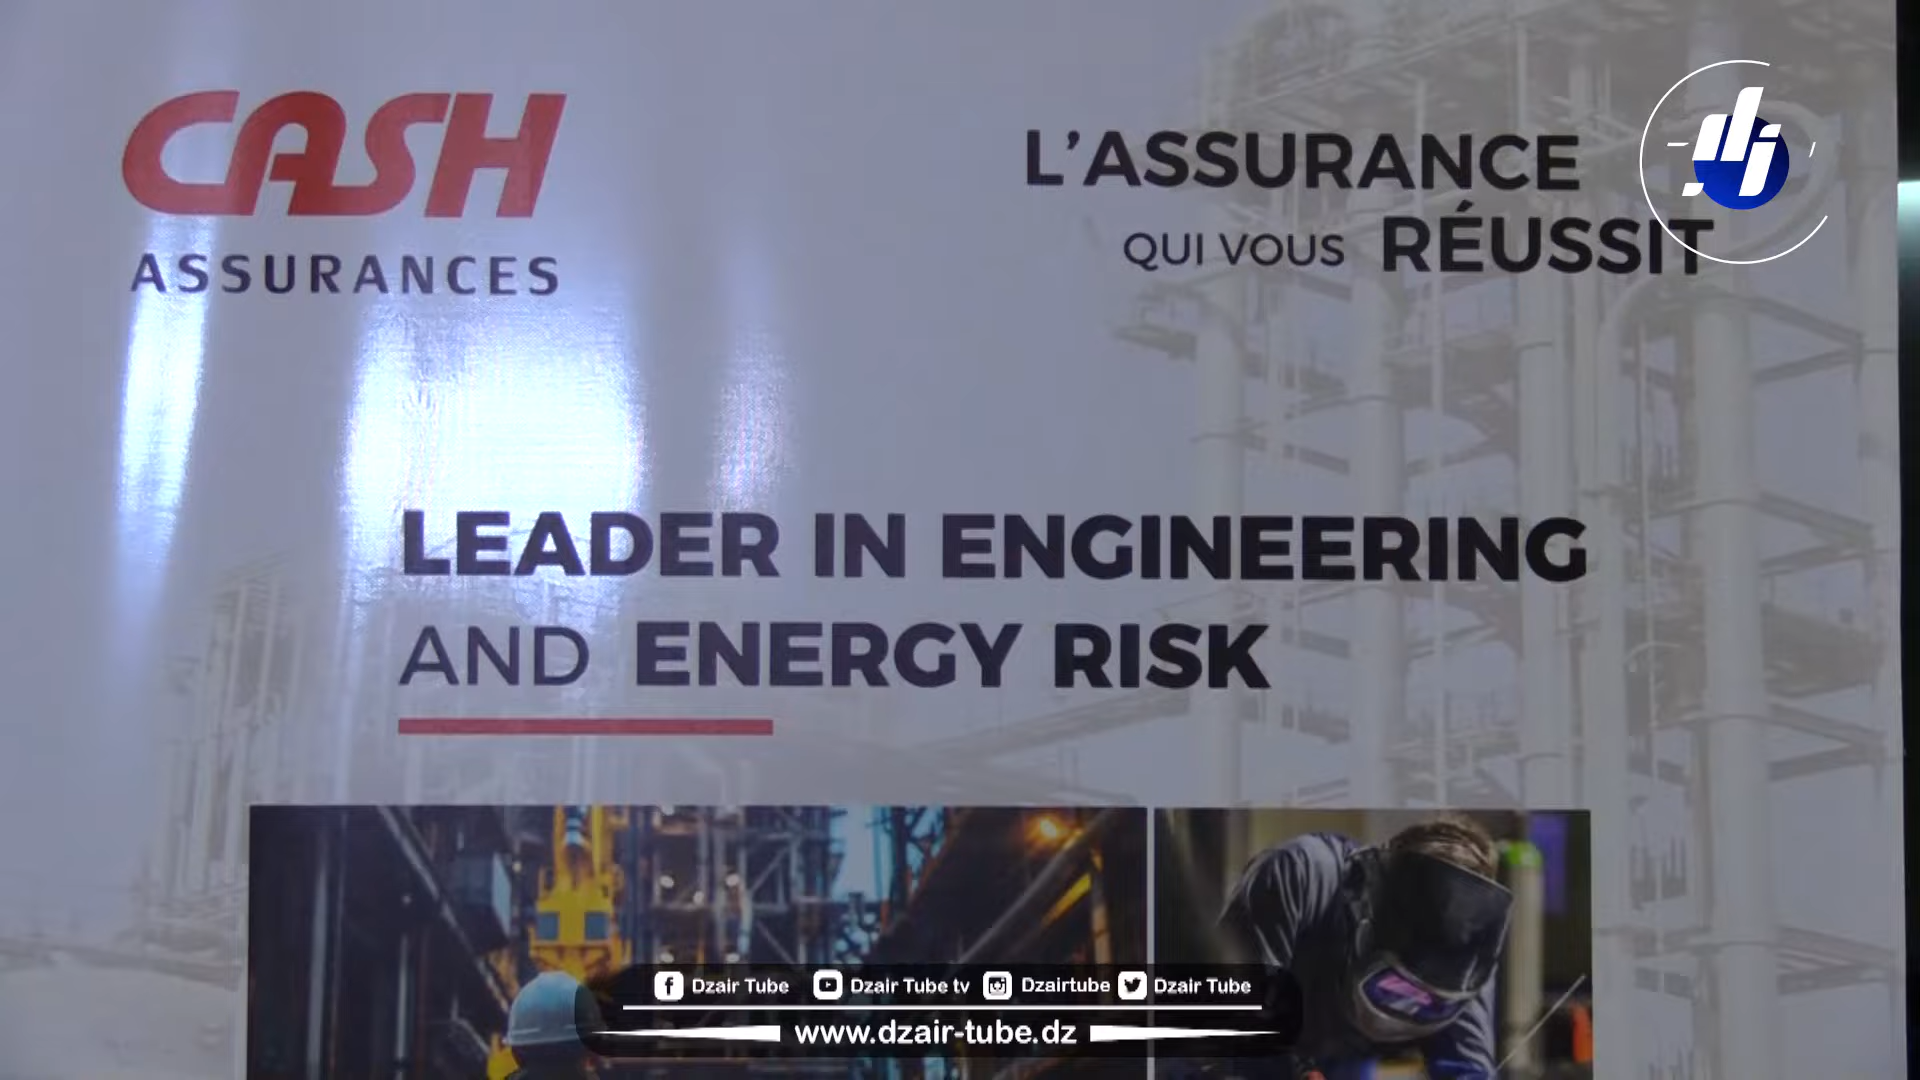 CASH
ASSURANCES
L'ASSURANCE
QUI VOUS RÉUSSIT
LEADER IN ENGINEERING
AND ENERGY RISK
Dzair Tube Dzair Tube tv Dzairtube Dzair Tube
www.dzair-tube.dz